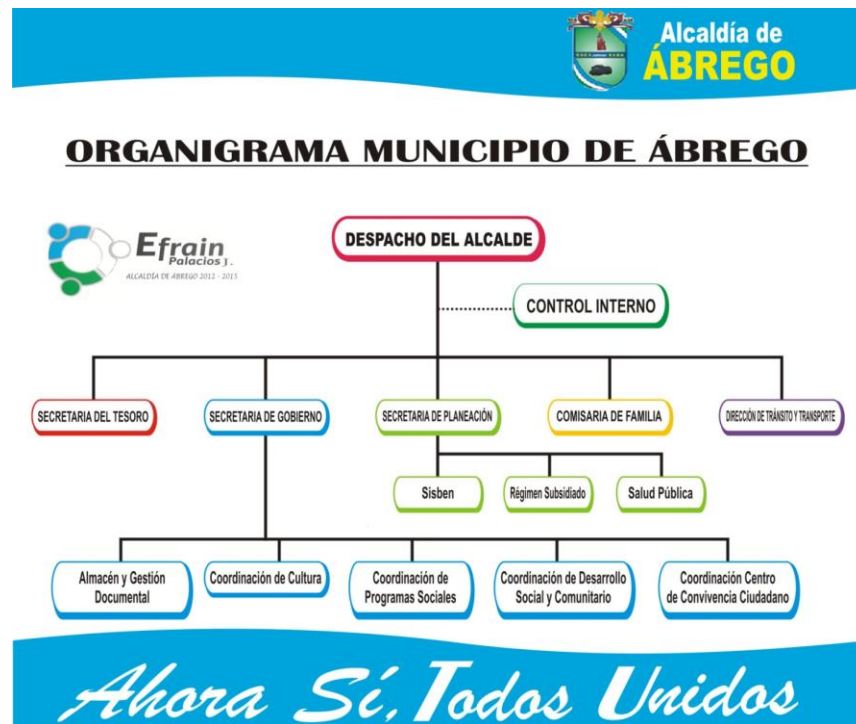 Alcaldía de
ÁBREGO
ORGANIGRAMA MUNICIPIO DE ÁBREGO
Efrain
Palacios J.
ALCALDÍA DE ÁBREGO 2012 - 2015
DESPACHO DEL ALCALDE
CONTROL INTERNO
SECRETARIA DEL TESORO
SECRETARIA DE GOBIERNO
SECRETARIA DE PLANEACIÓN
COMISARIA DE FAMILIA
DIRECCIÓN DE TRÁNSITO Y TRANSPORTE
Sisben
Régimen Subsidiado
Salud Pública
Almacén y Gestión
Documental
Coordinación de Cultura
Coordinación de
Programas Sociales
Coordinación de Desarrollo
Social y Comunitario
Coordinación Centro
de Convivencia Ciudadano
Ahora Sí, Todos Unidos